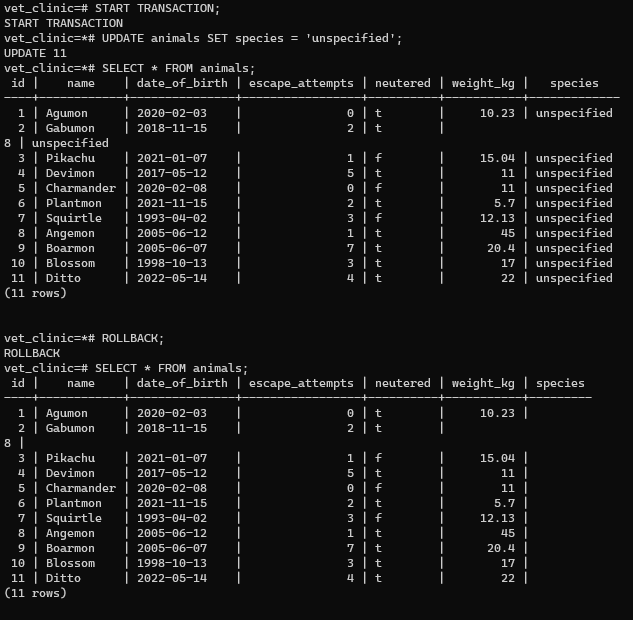 vet_clinic=# START TRANSACTION;
START TRANSACTION
vet_clinic=*# UPDATE animals SET species = 'unspecified';
UPDATE 11
vet_clinic=*# SELECT * FROM animals;
 id |    name    | date_of_birth | escape_attempts | neutered | weight_kg |   species
----+------------+---------------+-----------------+----------+-----------+-------------
  1 | Agumon     | 2020-02-03    |               0 | t        |     10.23 | unspecified
  2 | Gabumon    | 2018-11-15    |               2 | t        |
8 | unspecified
  3 | Pikachu    | 2021-01-07    |               1 | f        |     15.04 | unspecified
  4 | Devimon    | 2017-05-12    |               5 | t        |        11 | unspecified
  5 | Charmander | 2020-02-08    |               0 | f        |        11 | unspecified
  6 | Plantmon   | 2021-11-15    |               2 | t        |       5.7 | unspecified
  7 | Squirtle   | 1993-04-02    |               3 | f        |     12.13 | unspecified
  8 | Angemon    | 2005-06-12    |               1 | t        |        45 | unspecified
  9 | Boarmon    | 2005-06-07    |               7 | t        |      20.4 | unspecified
 10 | Blossom    | 1998-10-13    |               3 | t        |        17 | unspecified
 11 | Ditto      | 2022-05-14    |               4 | t        |        22 | unspecified
(11 rows)
vet_clinic=*# ROLLBACK;
ROLLBACK
vet_clinic=# SELECT * FROM animals;
 id |    name    | date_of_birth | escape_attempts | neutered | weight_kg | species
----+------------+---------------+-----------------+----------+-----------+---------
  1 | Agumon     | 2020-02-03    |               0 | t        |     10.23 |
  2 | Gabumon    | 2018-11-15    |               2 | t        |
8 |
  3 | Pikachu    | 2021-01-07    |               1 | f        |     15.04 |
  4 | Devimon    | 2017-05-12    |               5 | t        |        11 |
  5 | Charmander | 2020-02-08    |               0 | f        |        11 |
  6 | Plantmon   | 2021-11-15    |               2 | t        |       5.7 |
  7 | Squirtle   | 1993-04-02    |               3 | f        |     12.13 |
  8 | Angemon    | 2005-06-12    |               1 | t        |        45 |
  9 | Boarmon    | 2005-06-07    |               7 | t        |      20.4 |
 10 | Blossom    | 1998-10-13    |               3 | t        |        17 |
 11 | Ditto      | 2022-05-14    |               4 | t        |        22 |
(11 rows)